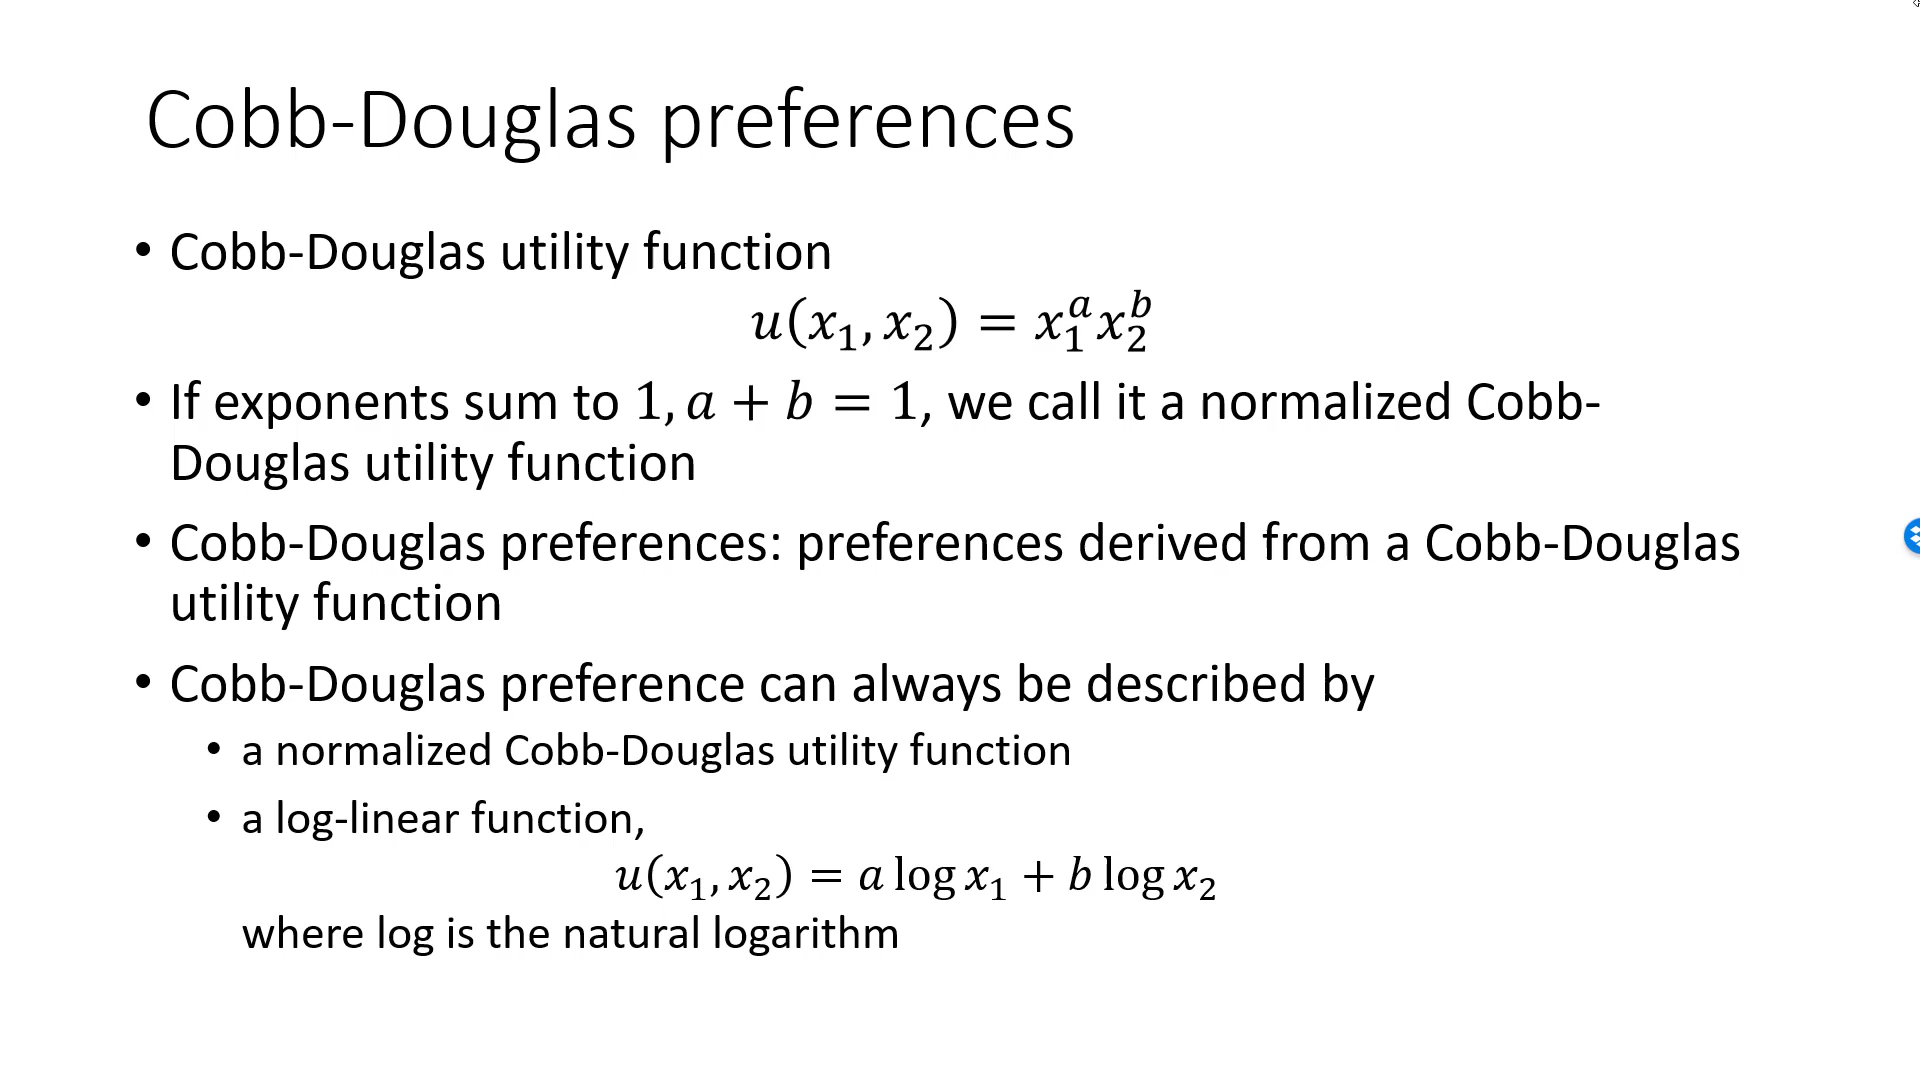 Cobb-Douglas preferences
• Cobb-Douglas utility function
𝑢(𝑥₁, 𝑥₂) = 𝑥₁ᵃ𝑥₂ᵇ
• If exponents sum to 1, 𝑎 + 𝑏 = 1, we call it a normalized Cobb-
Douglas utility function
• Cobb-Douglas preferences: preferences derived from a Cobb-Douglas
utility function
• Cobb-Douglas preference can always be described by
• a normalized Cobb-Douglas utility function
• a log-linear function,
𝑢(𝑥₁, 𝑥₂) = 𝑎 log 𝑥₁ + 𝑏 log 𝑥₂
where log is the natural logarithm